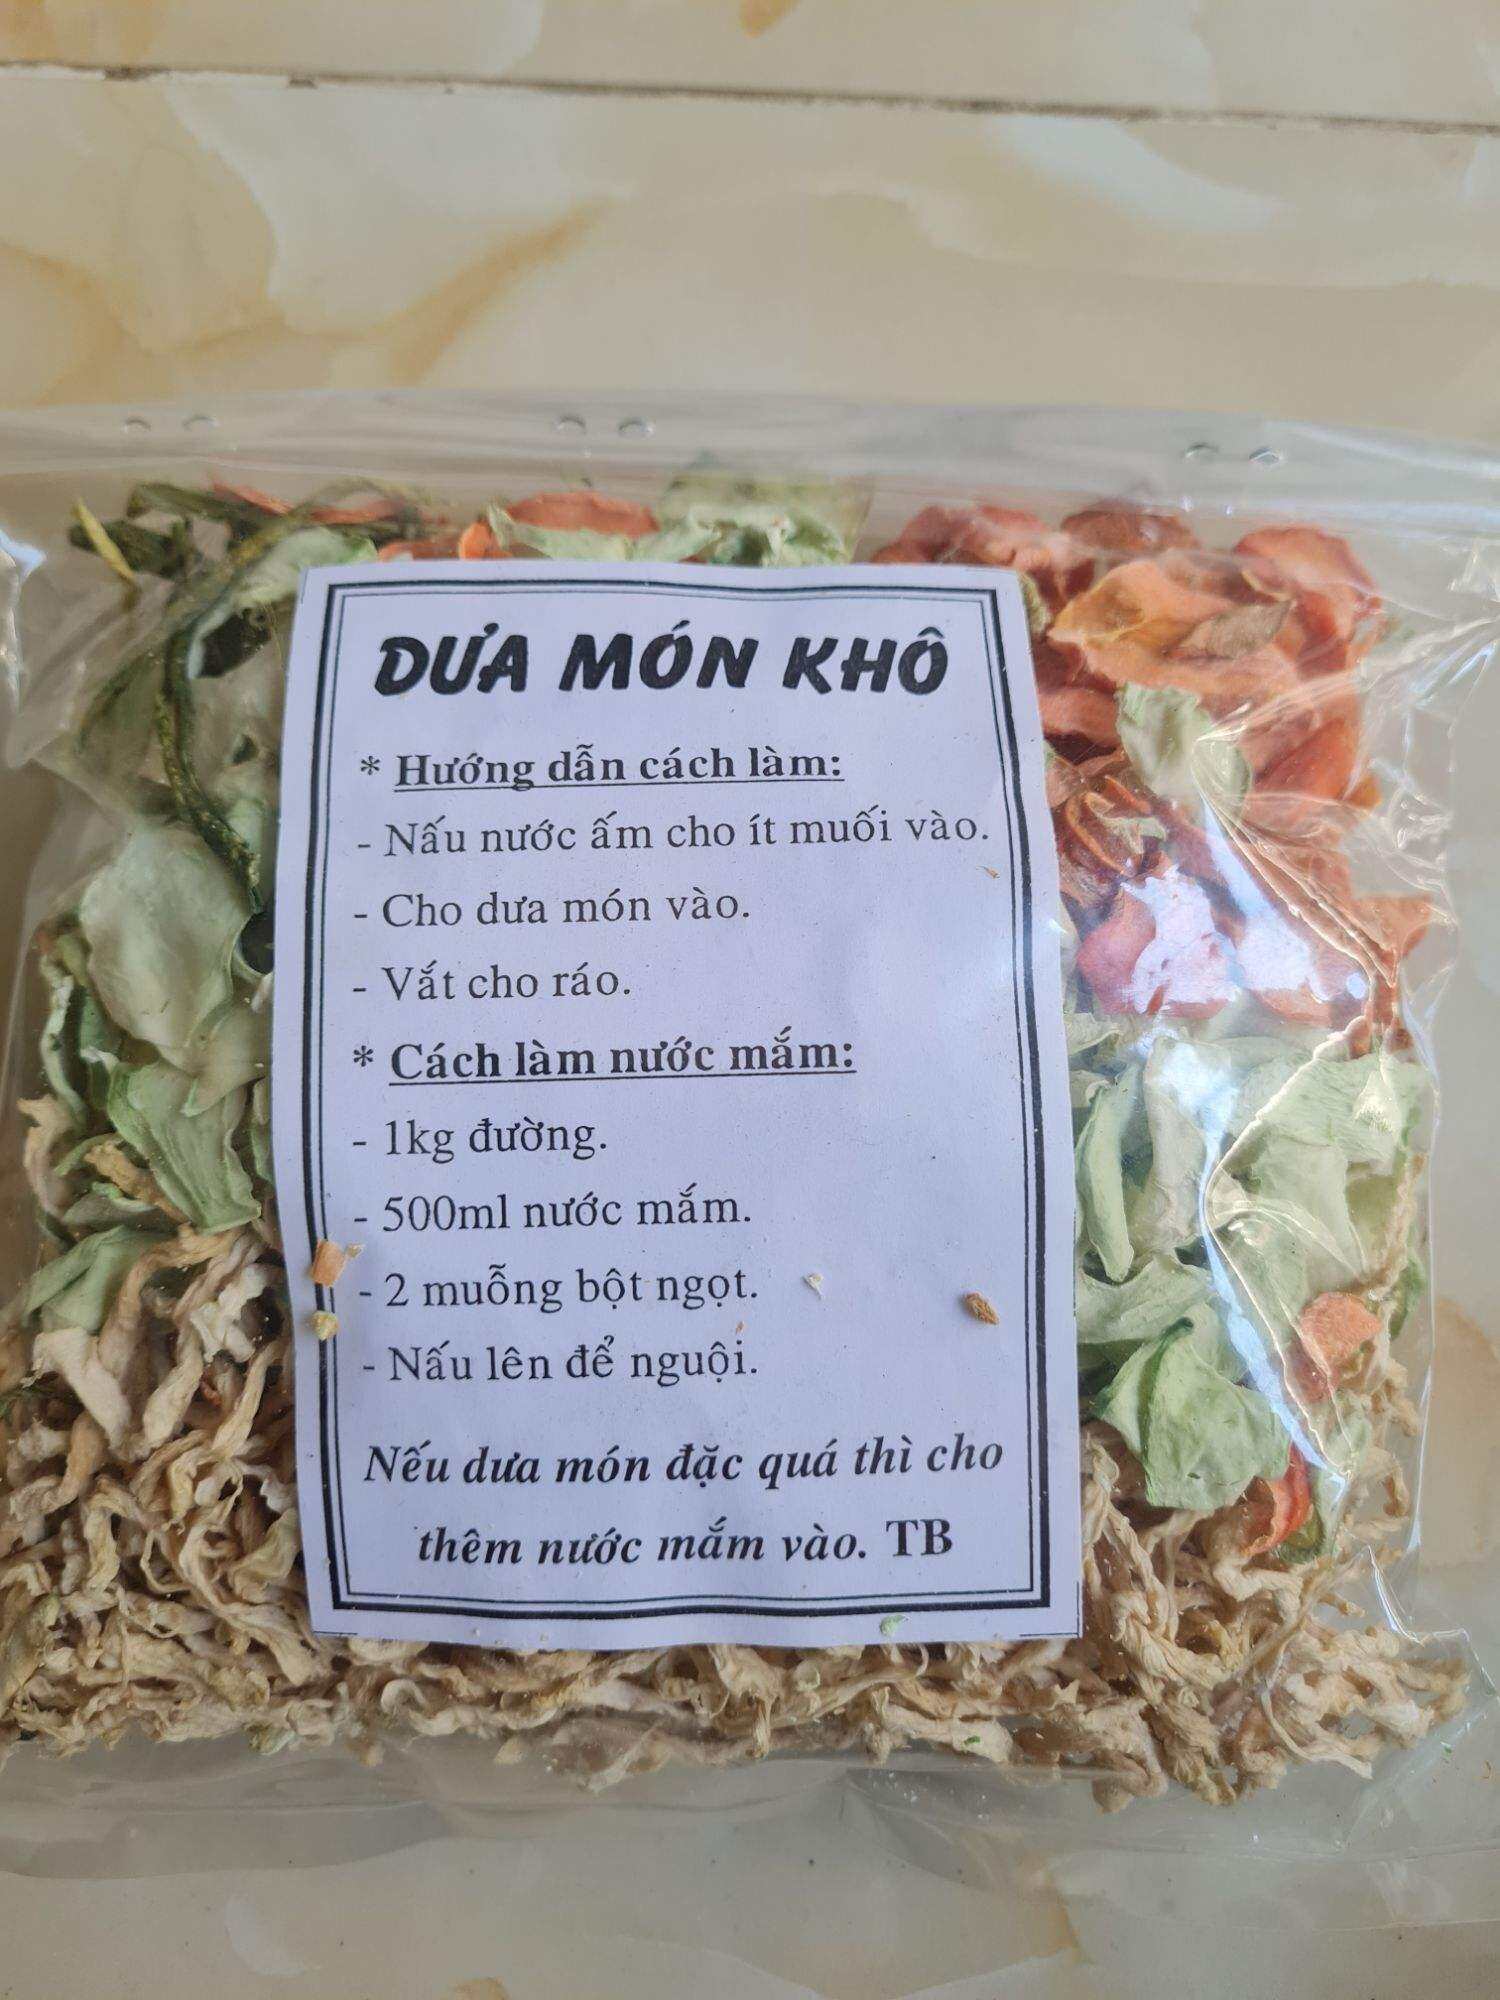 DƯA MÓN KHÔ
* Hướng dẫn cách làm:
- Nấu nước ấm cho ít muối vào.
- Cho dưa món vào.
- Vắt cho ráo.
* Cách làm nước mắm:
- 1kg đường.
- 500ml nước mắm.
- 2 muỗng bột ngọt.
- Nấu lên để nguội.
Nếu dưa món đặc quá thì cho
thêm nước mắm vào. TB